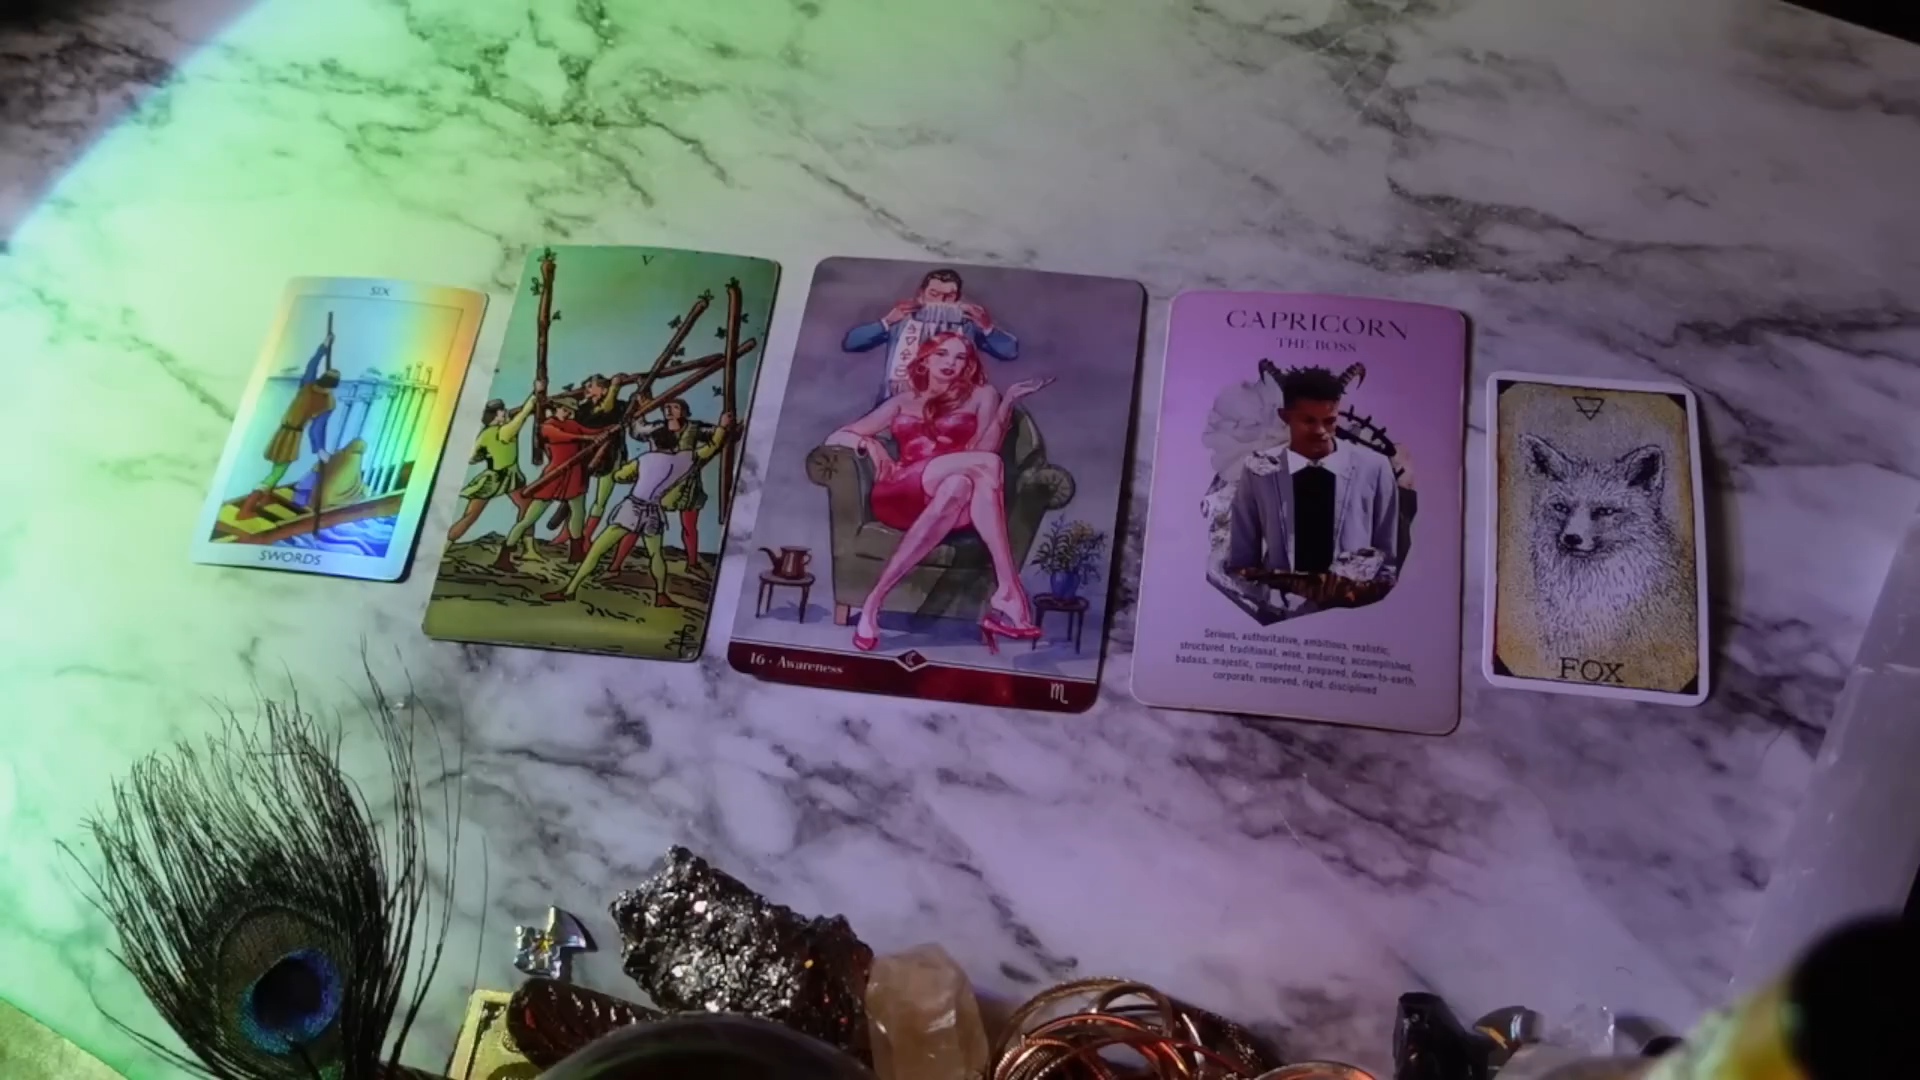 SIX
SWORDS
V
16 · Awareness
CAPRICORN
THE BOSS
Serious, authoritative, ambitious, realistic,
structured, traditional, wise, enduring, accomplished,
badass, majestic, competent, prepared, down-to-earth,
corporate, reserved, rigid, disciplined
FOX